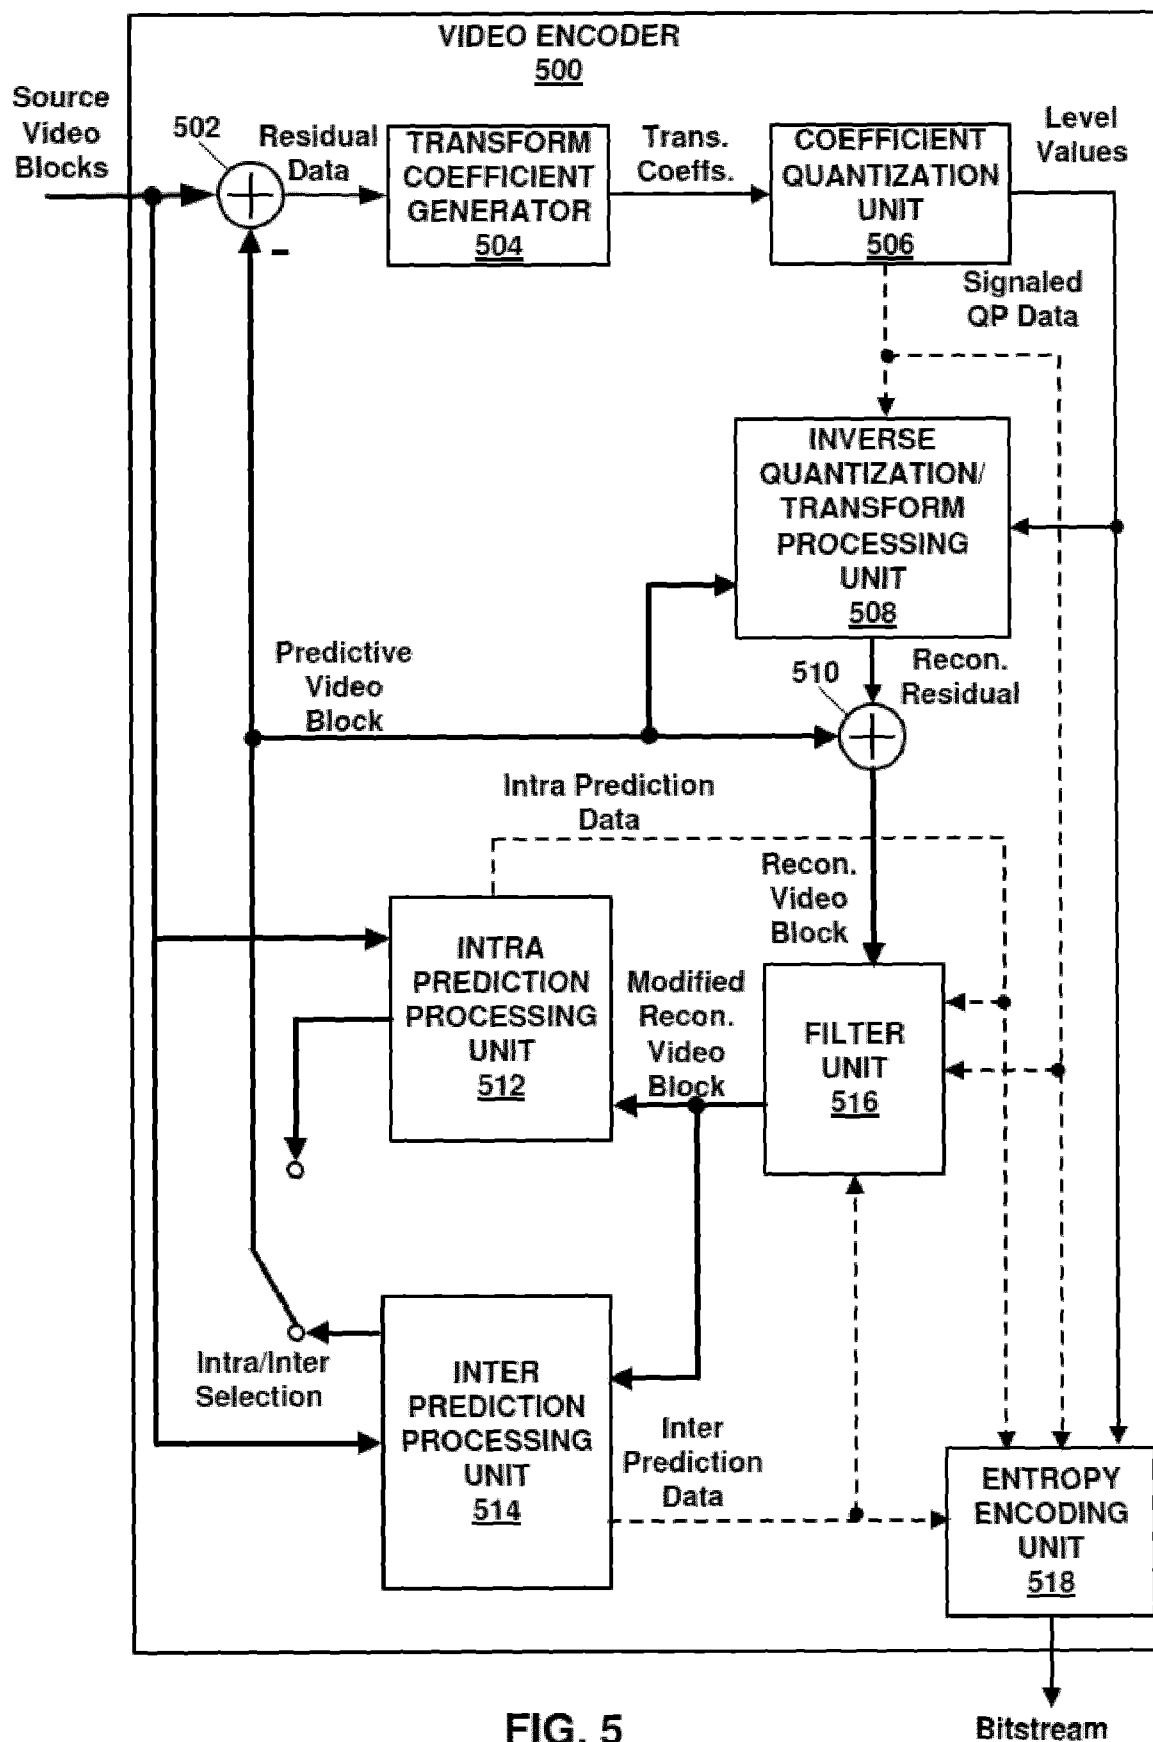 VIDEO ENCODER
500
Source
Video
Blocks
502
Residual
Data
TRANSFORM
COEFFICIENT
GENERATOR
504
Trans.
Coeffs.
COEFFICIENT
QUANTIZATION
UNIT
506
Level
Values
-
Signaled
QP Data
INVERSE
QUANTIZATION/
TRANSFORM
PROCESSING
UNIT
508
Predictive
Video
Block
510
Recon.
Residual
Intra Prediction
Data
Recon.
Video
Block
INTRA
PREDICTION
PROCESSING
UNIT
512
Modified
Recon.
Video
Block
FILTER
UNIT
516
Intra/Inter
Selection
INTER
PREDICTION
PROCESSING
UNIT
514
Inter
Prediction
Data
ENTROPY
ENCODING
UNIT
518
FIG. 5
Bitstream